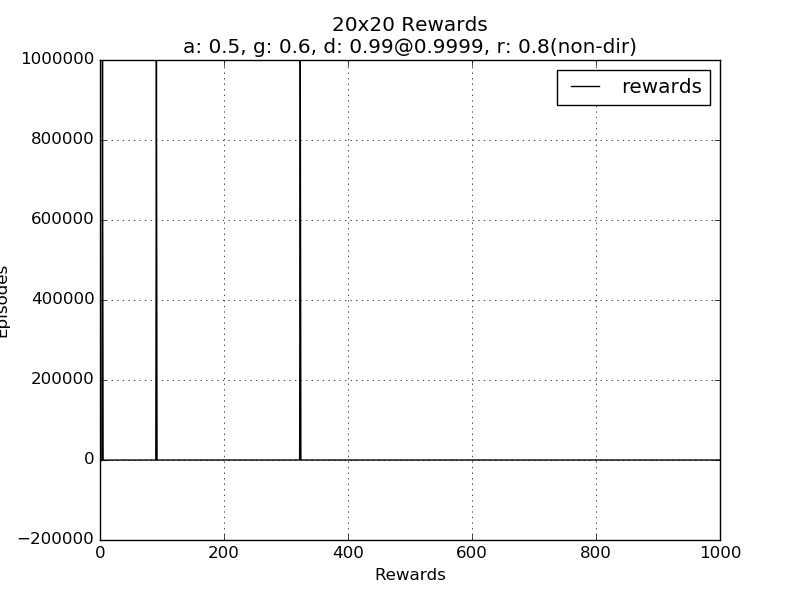 20x20 Rewards
a: 0.5, g: 0.6, d: 0.99@0.9999, r: 0.8(non-dir)
rewards
1000000
800000
600000
400000
200000
0
−200000
Episodes
0 200 400 600 800 1000
Rewards